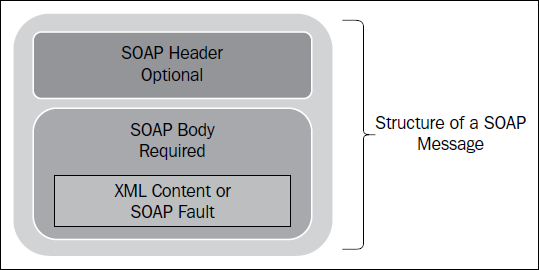 SOAP Header
Optional
SOAP Body
Required
XML Content or
SOAP Fault
Structure of a SOAP
Message